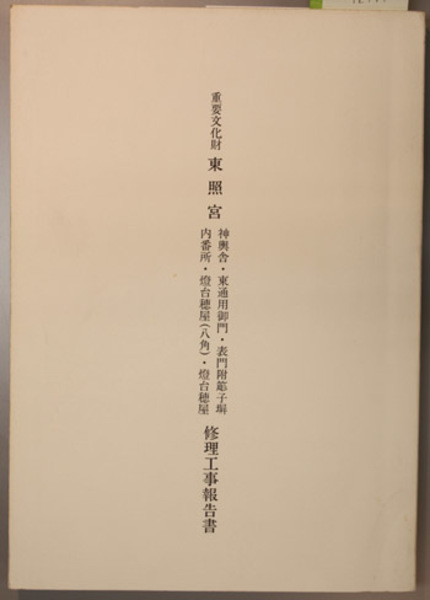 重要文化財 東照宮
神輿舎・東通用御門・表門附簓子塀
内番所・燈台穂屋(八角)・燈台穂屋
修理工事報告書